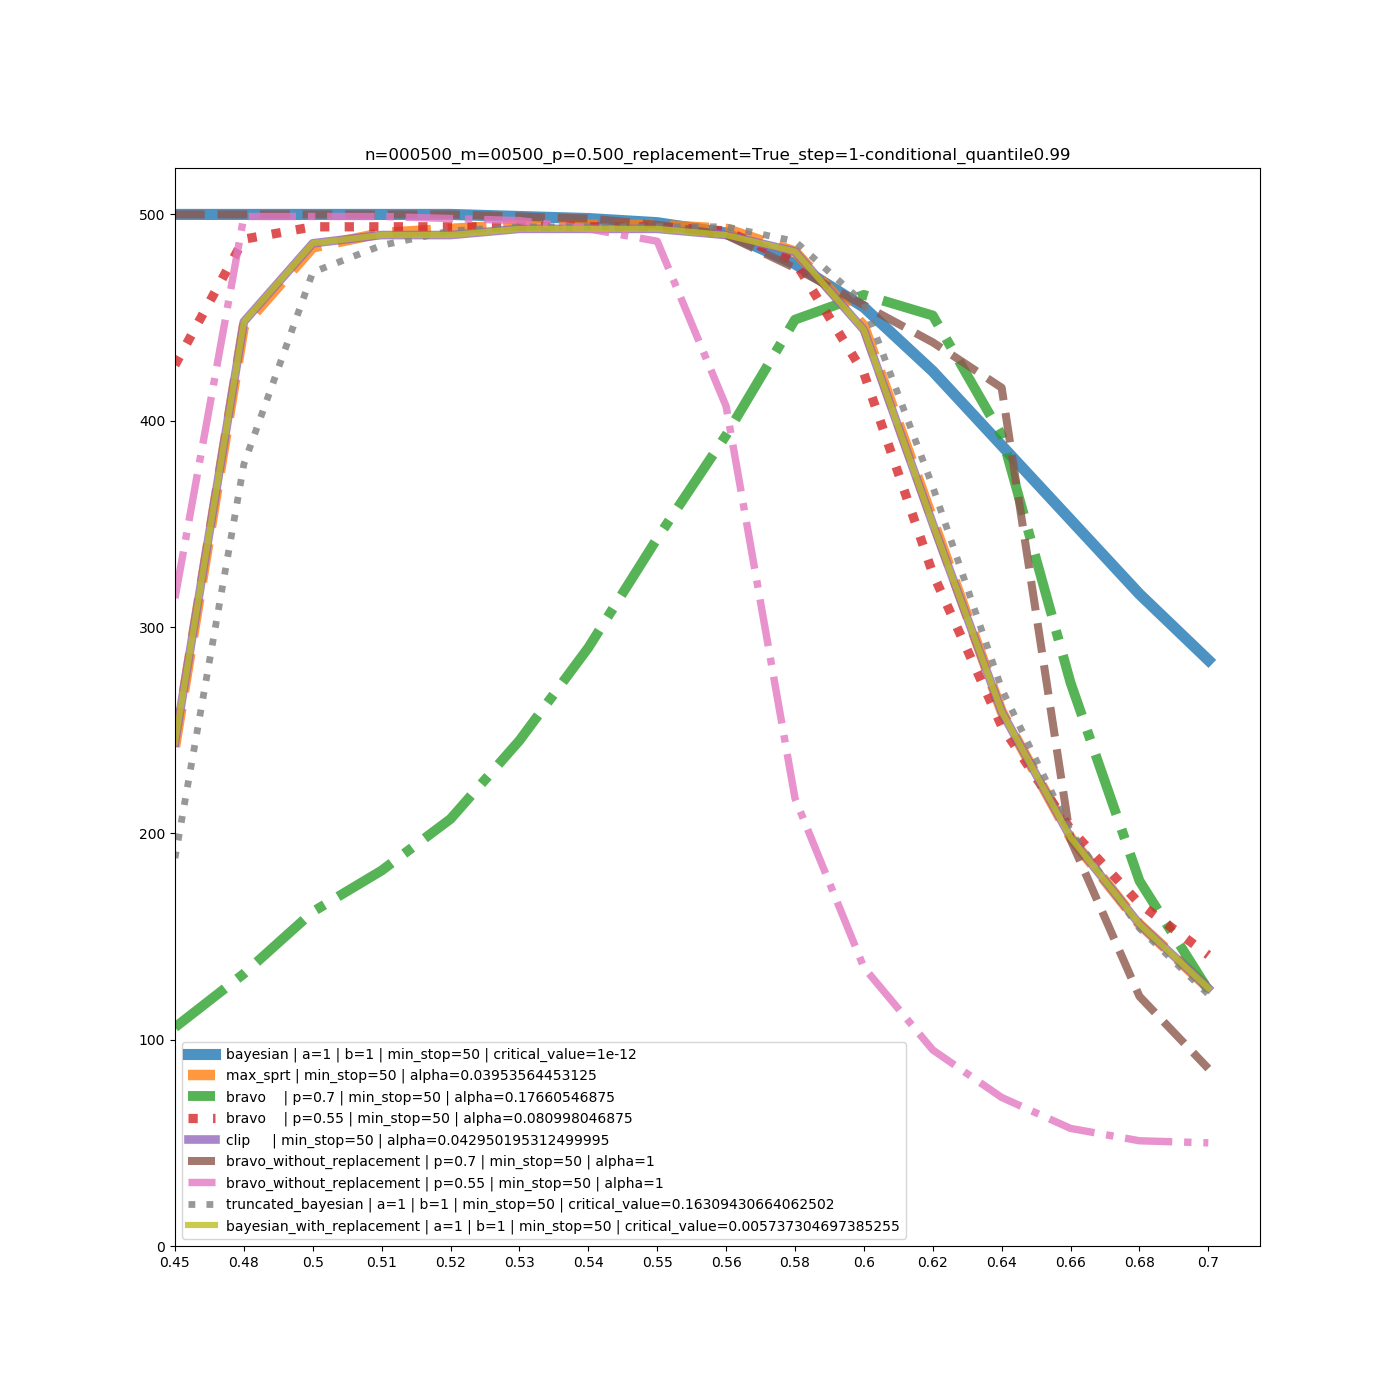 n=000500_m=00500_p=0.500_replacement=True_step=1-conditional_quantile0.99
500
400
300
200
100
0
bayesian | a=1 | b=1 | min_stop=50 | critical_value=1e-12
max_sprt | min_stop=50 | alpha=0.03953564453125
bravo | p=0.7 | min_stop=50 | alpha=0.17660546875
bravo | p=0.55 | min_stop=50 | alpha=0.080998046875
clip | min_stop=50 | alpha=0.042950195312499995
bravo_without_replacement | p=0.7 | min_stop=50 | alpha=1
bravo_without_replacement | p=0.55 | min_stop=50 | alpha=1
truncated_bayesian | a=1 | b=1 | min_stop=50 | critical_value=0.16309430664062502
bayesian_with_replacement | a=1 | b=1 | min_stop=50 | critical_value=0.005737304697385255
0.45 0.48 0.5 0.51 0.52 0.53 0.54 0.55 0.56 0.58 0.6 0.62 0.64 0.66 0.68 0.7